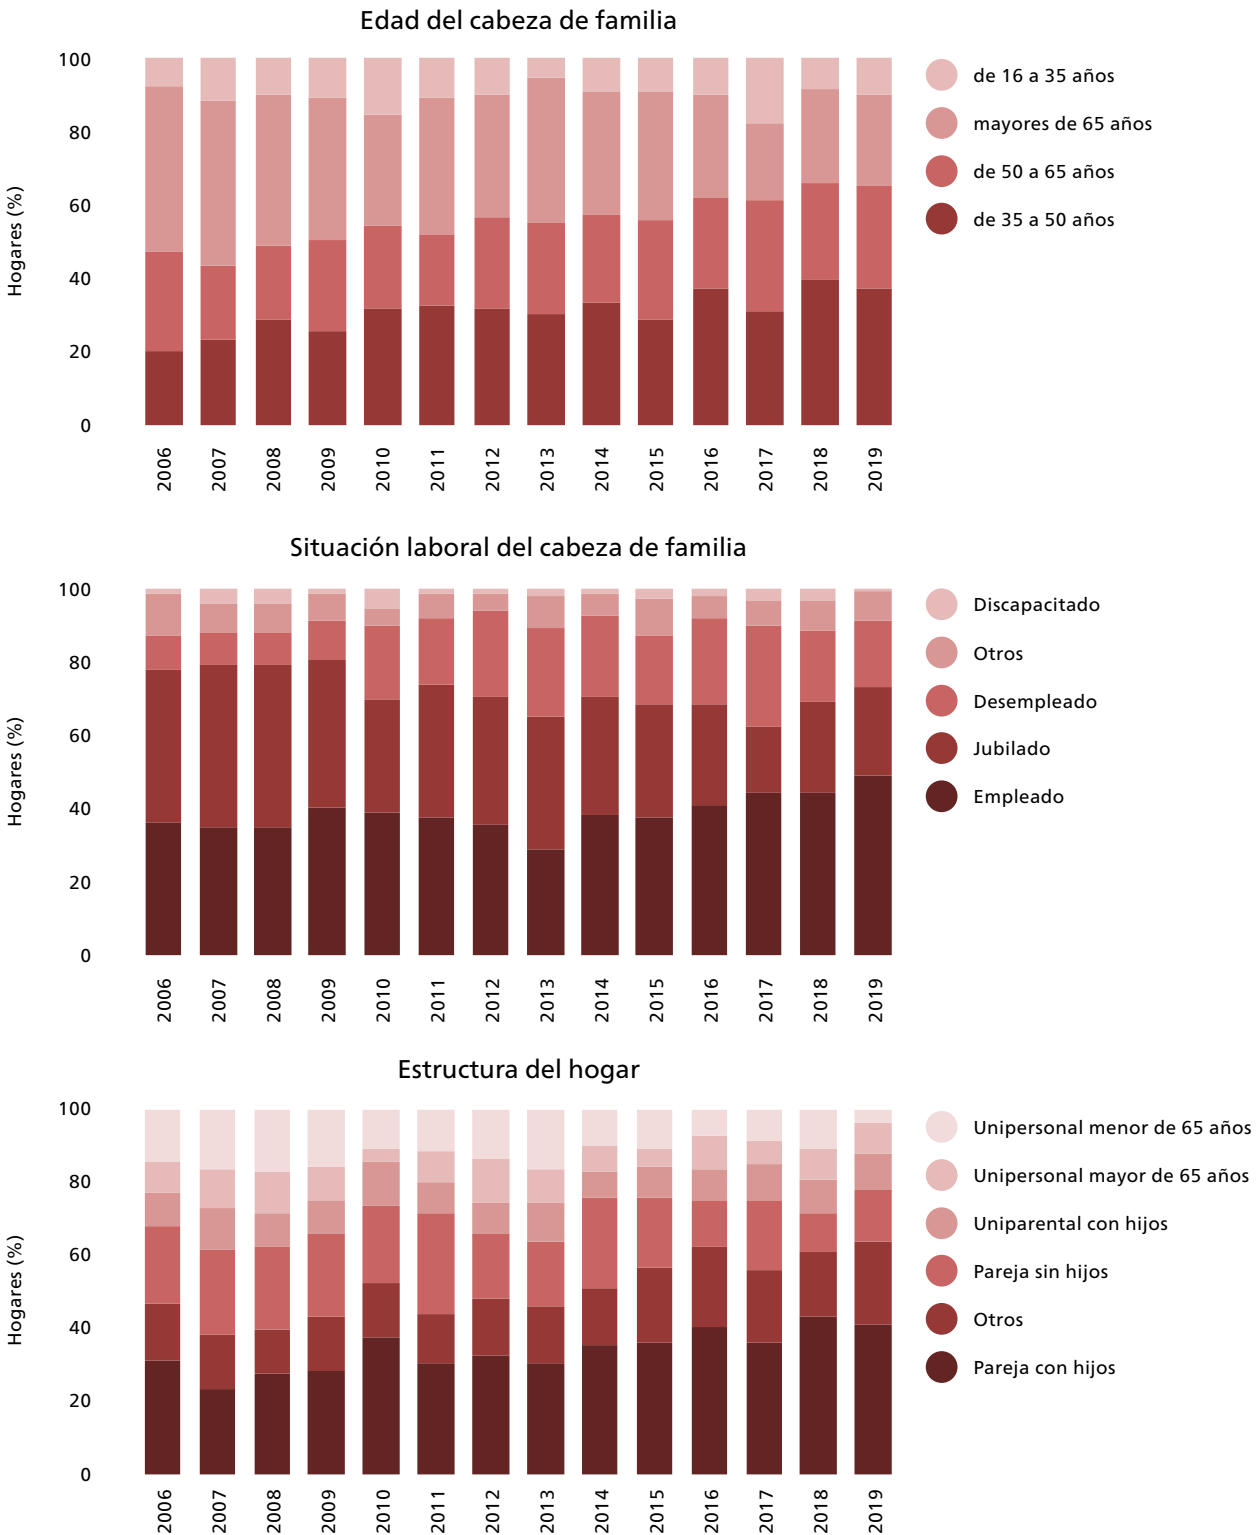 Edad del cabeza de familia
Hogares (%)
100
80
60
40
20
0
2006 2007 2008 2009 2010 2011 2012 2013 2014 2015 2016 2017 2018 2019
de 16 a 35 años
mayores de 65 años
de 50 a 65 años
de 35 a 50 años
Situación laboral del cabeza de familia
Hogares (%)
100
80
60
40
20
0
2006 2007 2008 2009 2010 2011 2012 2013 2014 2015 2016 2017 2018 2019
Discapacitado
Otros
Desempleado
Jubilado
Empleado
Estructura del hogar
Hogares (%)
100
80
60
40
20
0
2006 2007 2008 2009 2010 2011 2012 2013 2014 2015 2016 2017 2018 2019
Unipersonal menor de 65 años
Unipersonal mayor de 65 años
Uniparental con hijos
Pareja sin hijos
Otros
Pareja con hijos